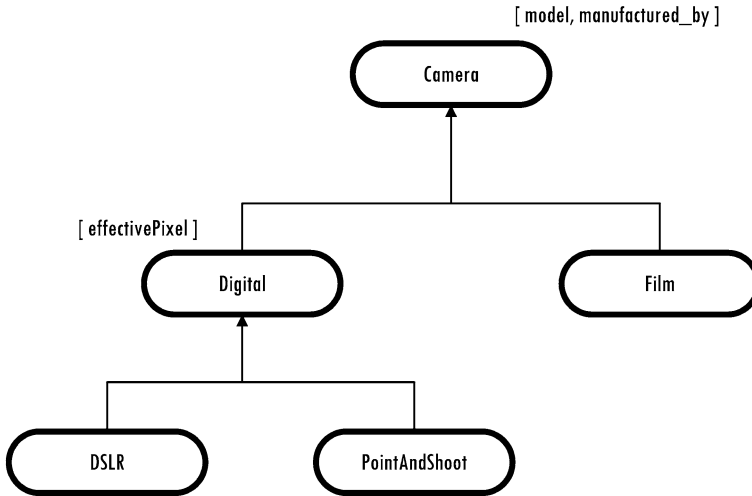 [ model, manufactured_by ]
Camera
[ effectivePixel ]
Digital
Film
DSLR
PointAndShoot